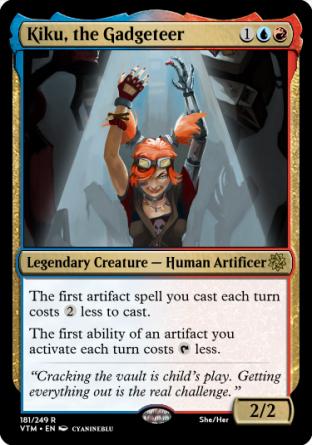 Kiku, the Gadgeteer 1
Legendary Creature — Human Artificer
The first artifact spell you cast each turn
costs 2 less to cast.
The first ability of an artifact you
activate each turn costs less.
“Cracking the vault is child’s play. Getting
everything out is the real challenge.”
2/2
181/249 R She/Her
VTM • EN CYANINEBLU